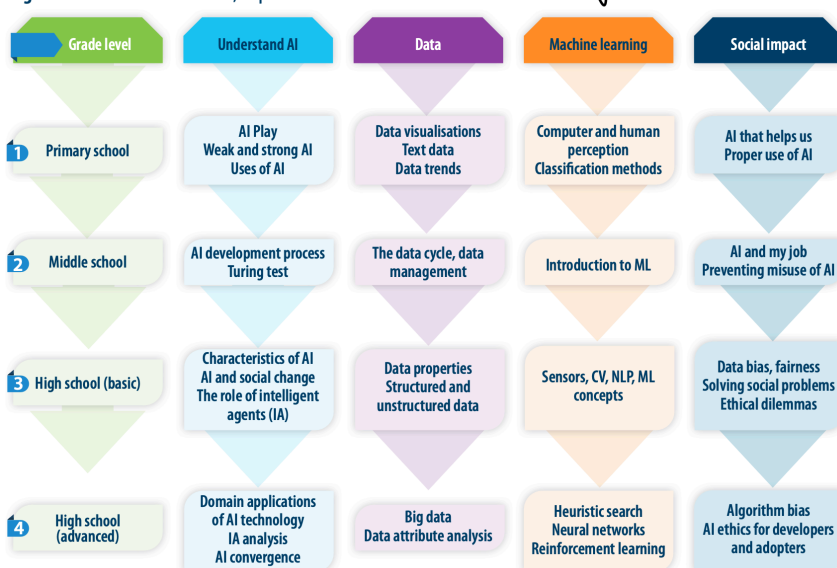 Grade level
Understand AI
Data
Machine learning
Social impact
1
Primary school
AI Play
Weak and strong AI
Uses of AI
Data visualisations
Text data
Data trends
Computer and human
perception
Classification methods
AI that helps us
Proper use of AI
2
Middle school
AI development process
Turing test
The data cycle, data
management
Introduction to ML
AI and my job
Preventing misuse of AI
3
High school (basic)
Characteristics of AI
AI and social change
The role of intelligent
agents (IA)
Data properties
Structured and
unstructured data
Sensors, CV, NLP, ML
concepts
Data bias, fairness
Solving social problems
Ethical dilemmas
4
High school
(advanced)
Domain applications
of AI technology
IA analysis
AI convergence
Big data
Data attribute analysis
Heuristic search
Neural networks
Reinforcement learning
Algorithm bias
AI ethics for developers
and adopters